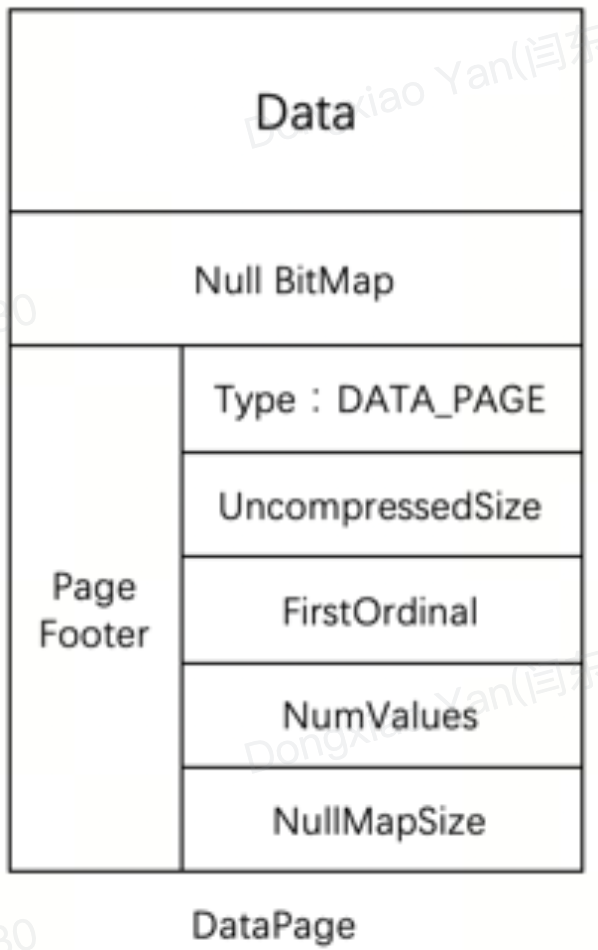 Data
Null BitMap
Page
Footer
Type：DATA_PAGE
UncompressedSize
FirstOrdinal
NumValues
NullMapSize
DataPage
Dongxiao Yan(闫东
Dongxiao Yan(闫东
30
30